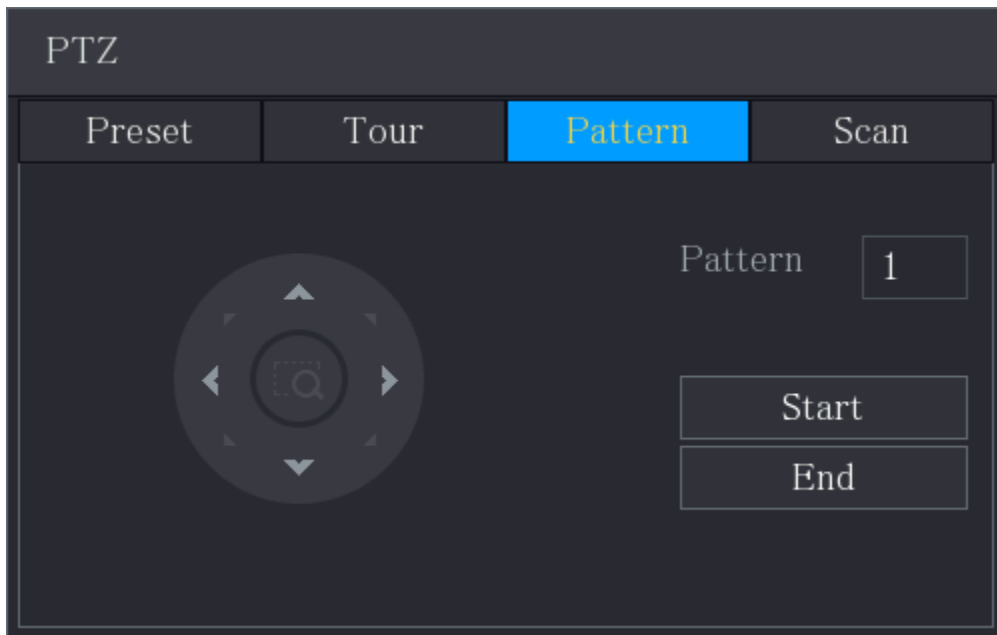 PTZ
Preset Tour Pattern Scan
Pattern 1
Start
End